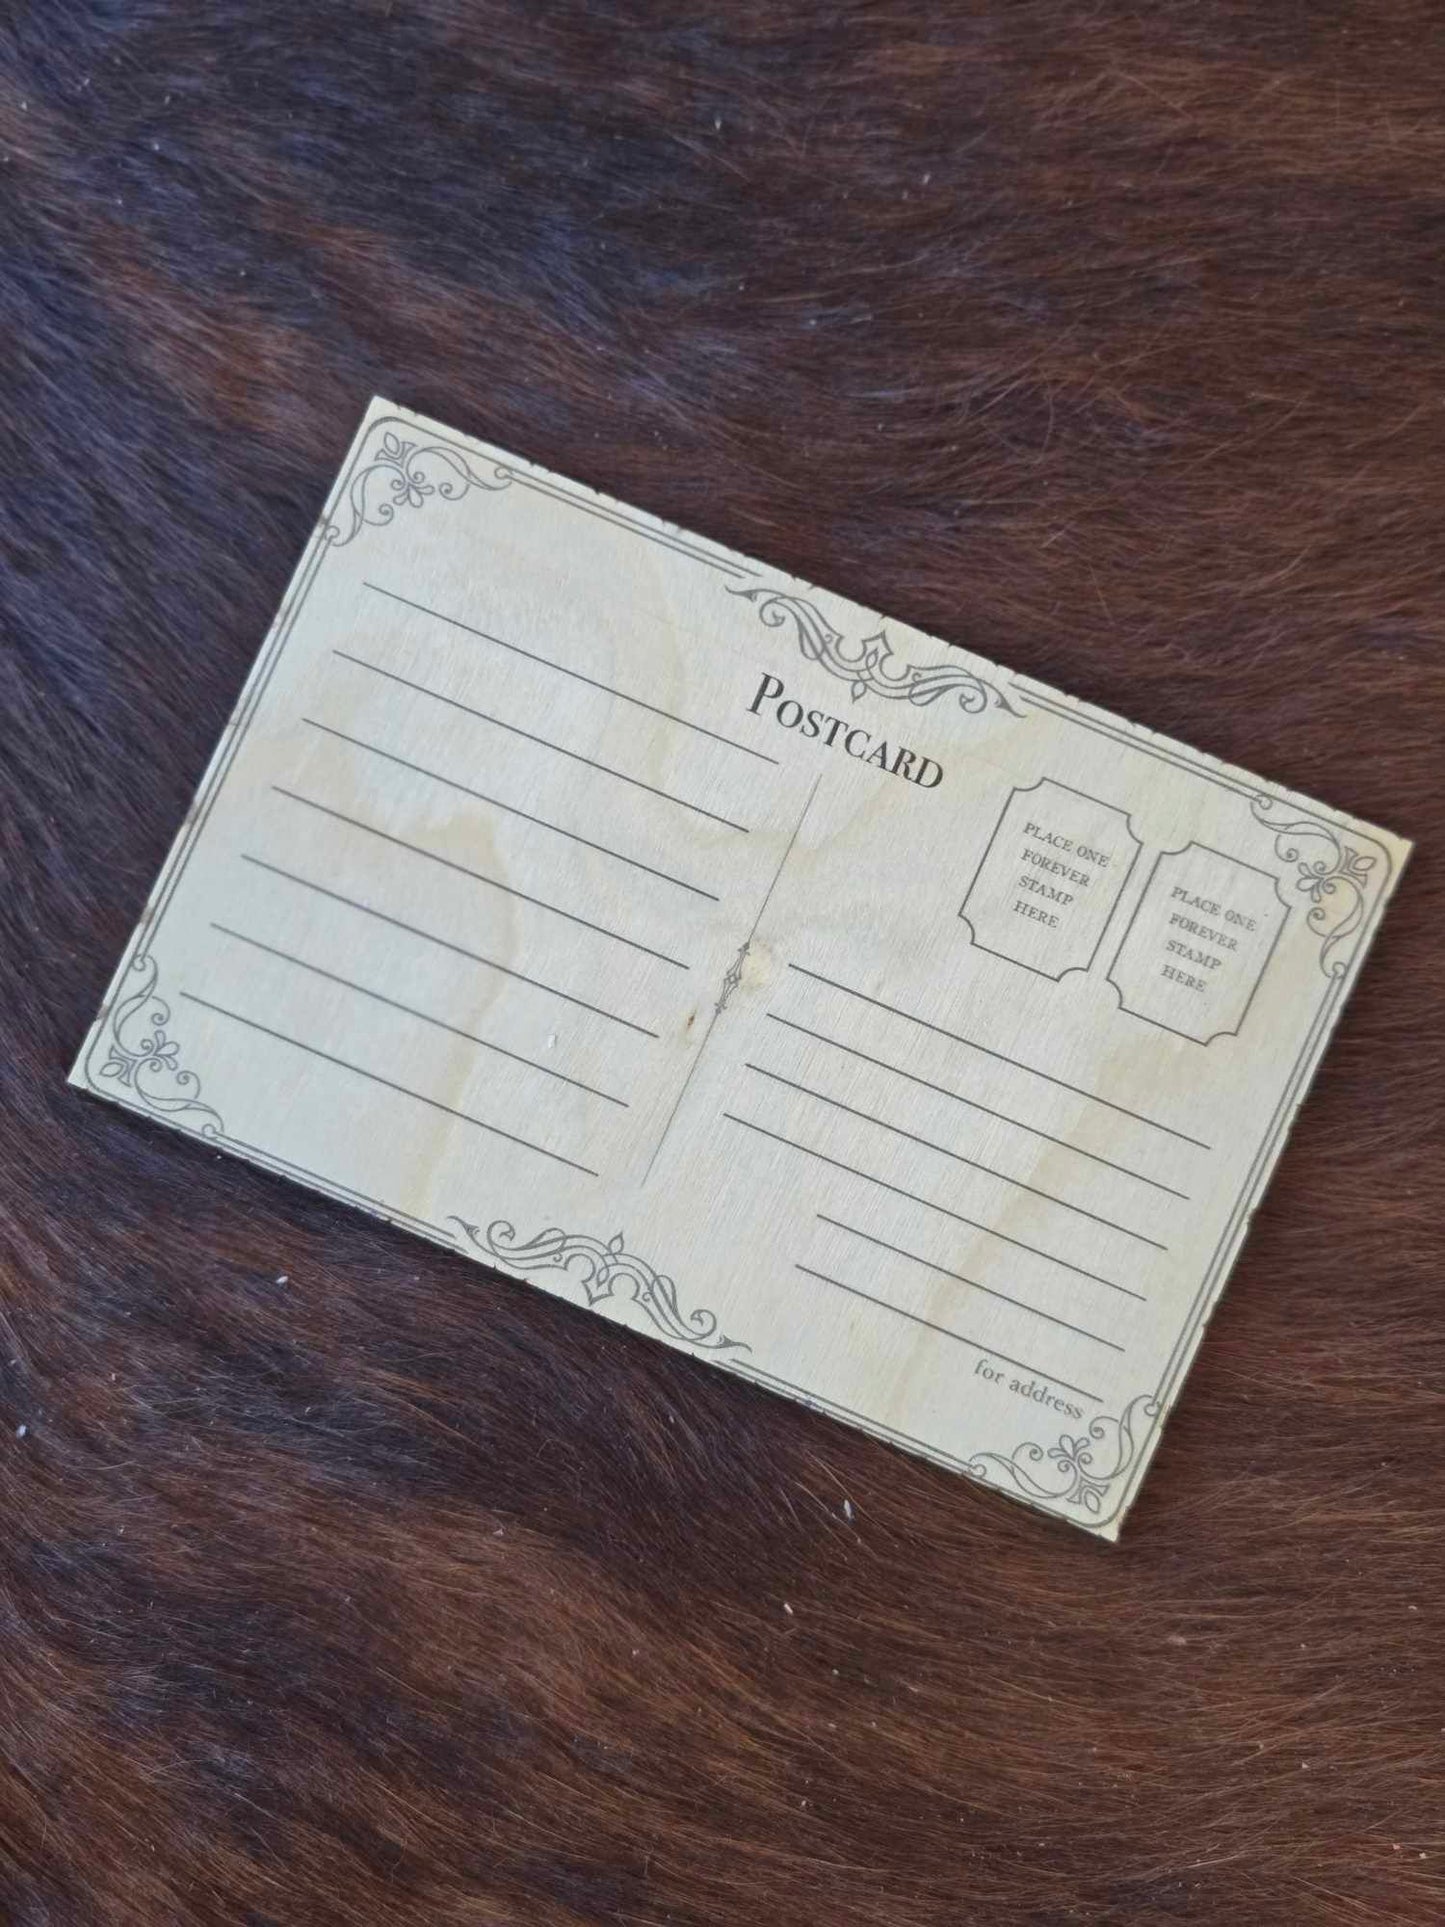 POSTCARD
PLACE ONE
FOREVER
STAMP
HERE
PLACE ONE
FOREVER
STAMP
HERE
for address